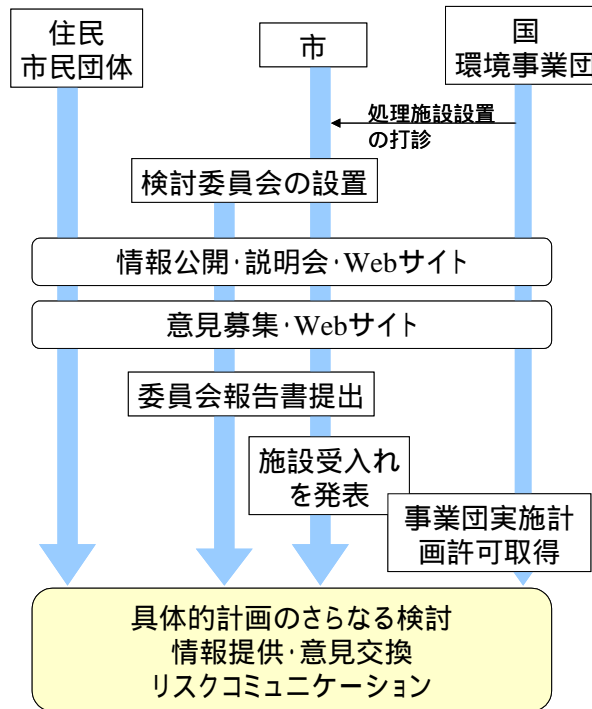 住民
市民団体
市
国
環境事業団
処理施設設置
の打診
検討委員会の設置
情報公開・説明会・Webサイト
意見募集・Webサイト
委員会報告書提出
施設受入れ
を発表
事業団実施計
画許可取得
具体的計画のさらなる検討
情報提供・意見交換
リスクコミュニケーション